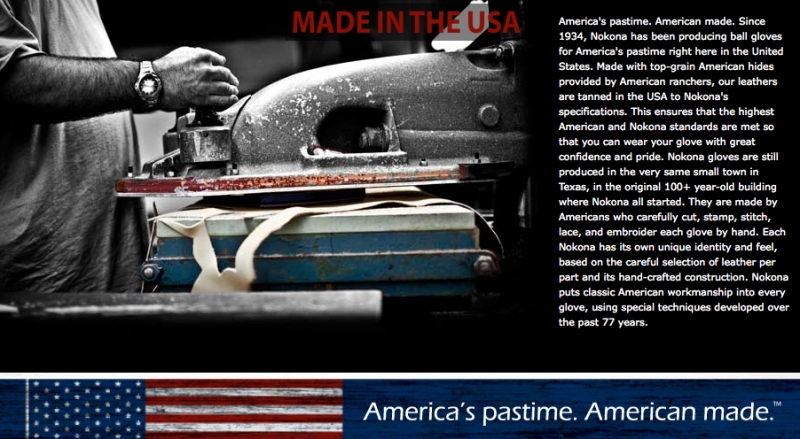 MADE IN THE USA
America's pastime. American made. Since
1934, Nokona has been producing ball gloves
for America's pastime right here in the United
States. Made with top-grain American hides
provided by American ranchers, our leathers
are tanned in the USA to Nokona's
specifications. This ensures that the highest
American and Nokona standards are met so
that you can wear your glove with great
confidence and pride. Nokona gloves are still
produced in the very same small town in
Texas, in the original 100+ year-old building
where Nokona all started. They are made by
Americans who carefully cut, stamp, stitch,
lace, and embroider each glove by hand. Each
Nokona has its own unique identity and feel,
based on the careful selection of leather per
part and its hand-crafted construction. Nokona
puts classic American workmanship into every
glove, using special techniques developed over
the past 77 years.
America's pastime. American made.™